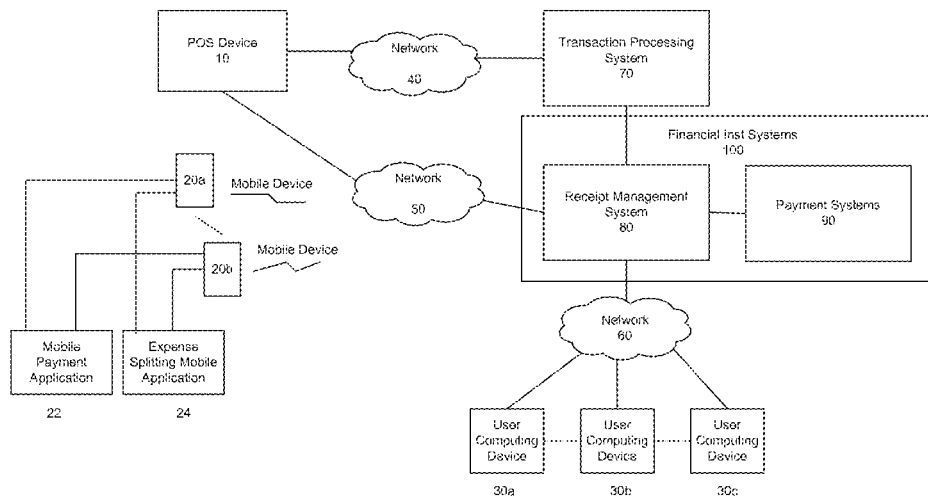 POS Device
10
Network
40
Transaction Processing
System
70
Financial Inst Systems
100
20a
Mobile Device
Network
50
Receipt Management
System
80
Payment Systems
90
20b
Mobile Device
Network
60
Mobile
Payment
Application
Expense
Splitting Mobile
Application
22
24
User
Computing
Device
User
Computing
Device
User
Computing
Device
30a
30b
30c